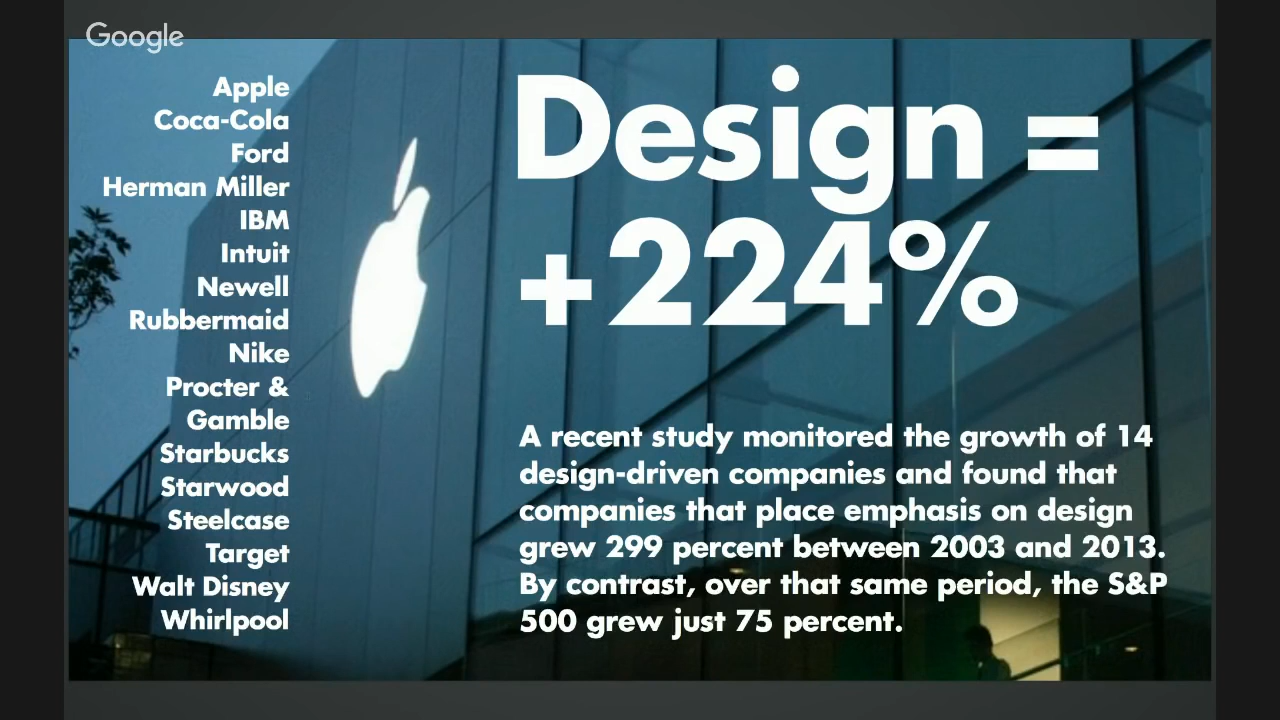 Google
Apple
Coca-Cola
Ford
Herman Miller
IBM
Intuit
Newell
Rubbermaid
Nike
Procter &
Gamble
Starbucks
Starwood
Steelcase
Target
Walt Disney
Whirlpool
Design =
+224%
A recent study monitored the growth of 14
design-driven companies and found that
companies that place emphasis on design
grew 299 percent between 2003 and 2013.
By contrast, over that same period, the S&P
500 grew just 75 percent.